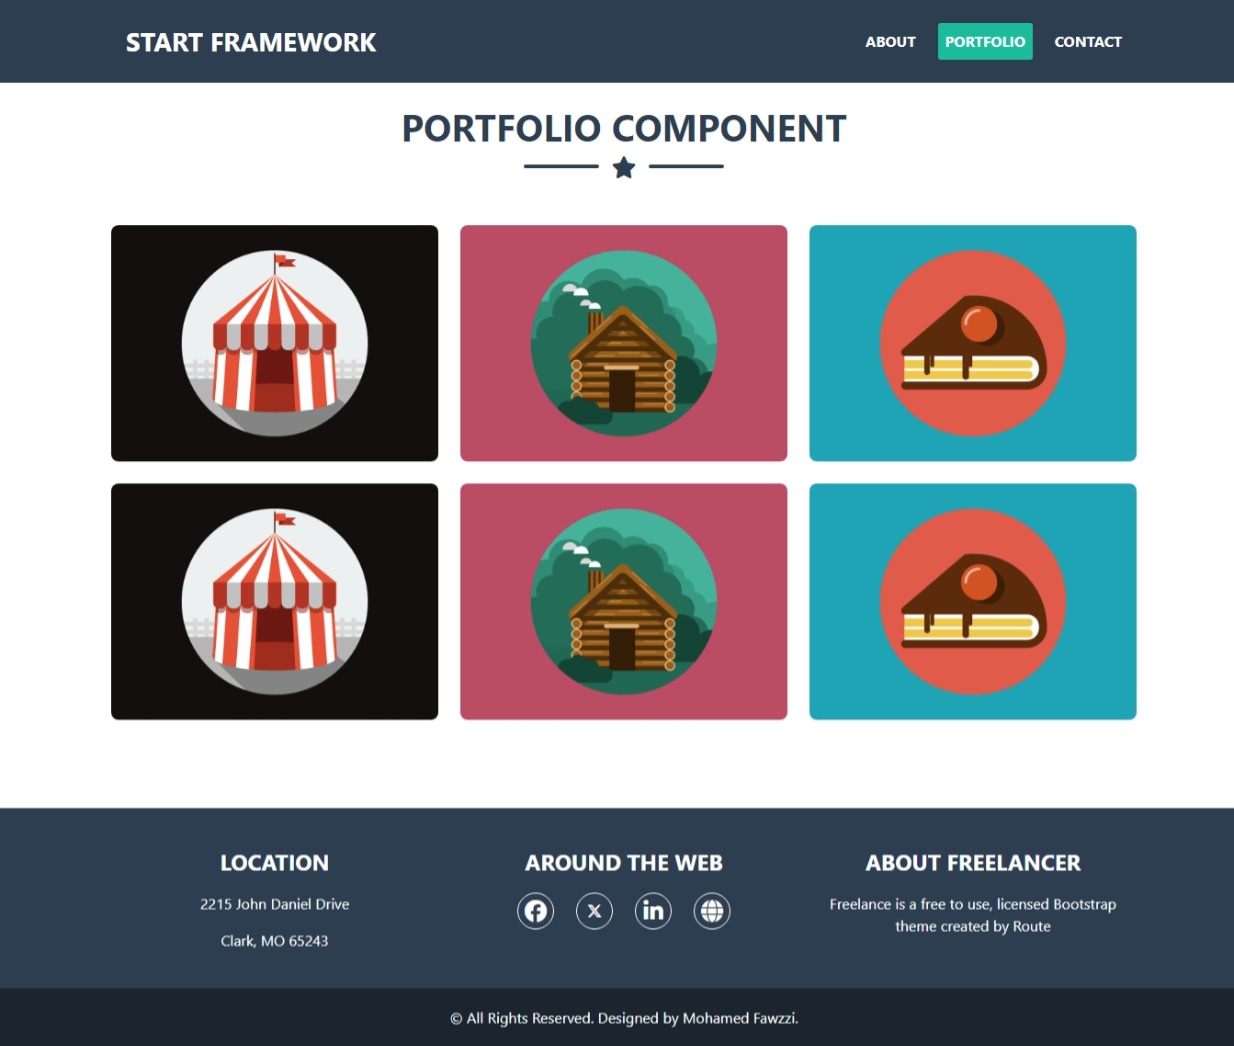 START FRAMEWORK
ABOUT
PORTFOLIO
CONTACT
PORTFOLIO COMPONENT
LOCATION
2215 John Daniel Drive
Clark, MO 65243
AROUND THE WEB
ABOUT FREELANCER
Freelance is a free to use, licensed Bootstrap
theme created by Route
© All Rights Reserved. Designed by Mohamed Fawzzi.